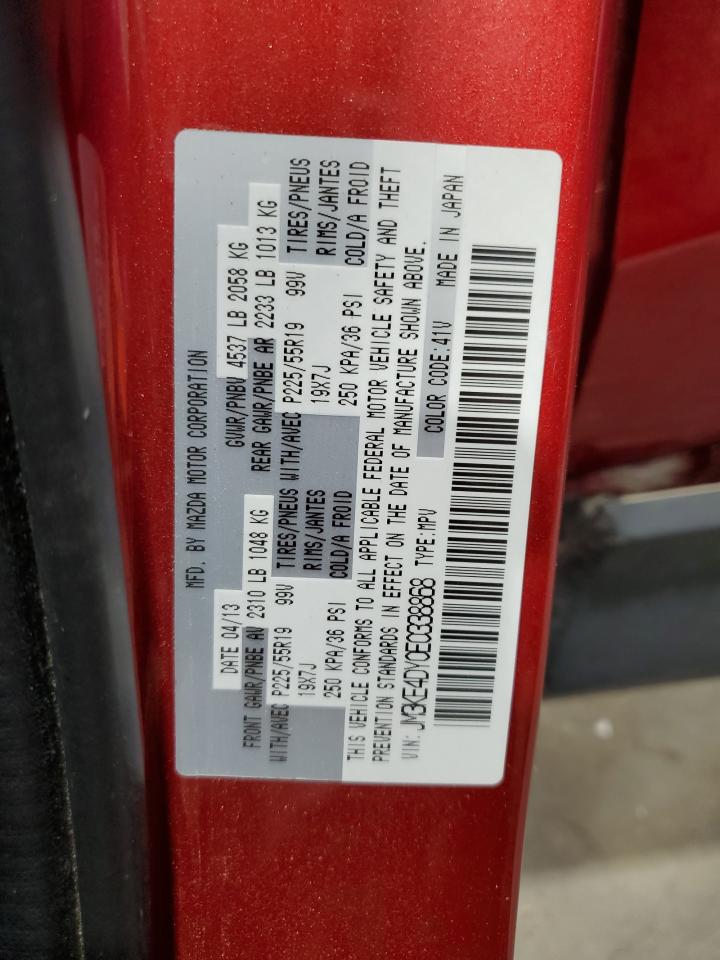 MFD. BY MAZDA MOTOR CORPORATION
DATE 04/13 GVWR/PNBV 4537 LB 2058 KG
FRONT GAWR/PNBE AV 2310 LB 1048 KG REAR GAWR/PNBE AR 2233 LB 1013 KG
WITH/AVEC P225/55R19 99V TIRES/PNEUS WITH/AVEC P225/55R19 99V TIRES/PNEUS
19X7J RIMS/JANTES 19X7J RIMS/JANTES
250 KPA/36 PSI COLD/A FROID 250 KPA/36 PSI COLD/A FROID
THIS VEHICLE CONFORMS TO ALL APPLICABLE FEDERAL MOTOR VEHICLE SAFETY AND THEFT
PREVENTION STANDARDS IN EFFECT ON THE DATE OF MANUFACTURE SHOWN ABOVE.
VIN: JM3KE4DY0E0338868 TYPE:MPV COLOR CODE:41V MADE IN JAPAN